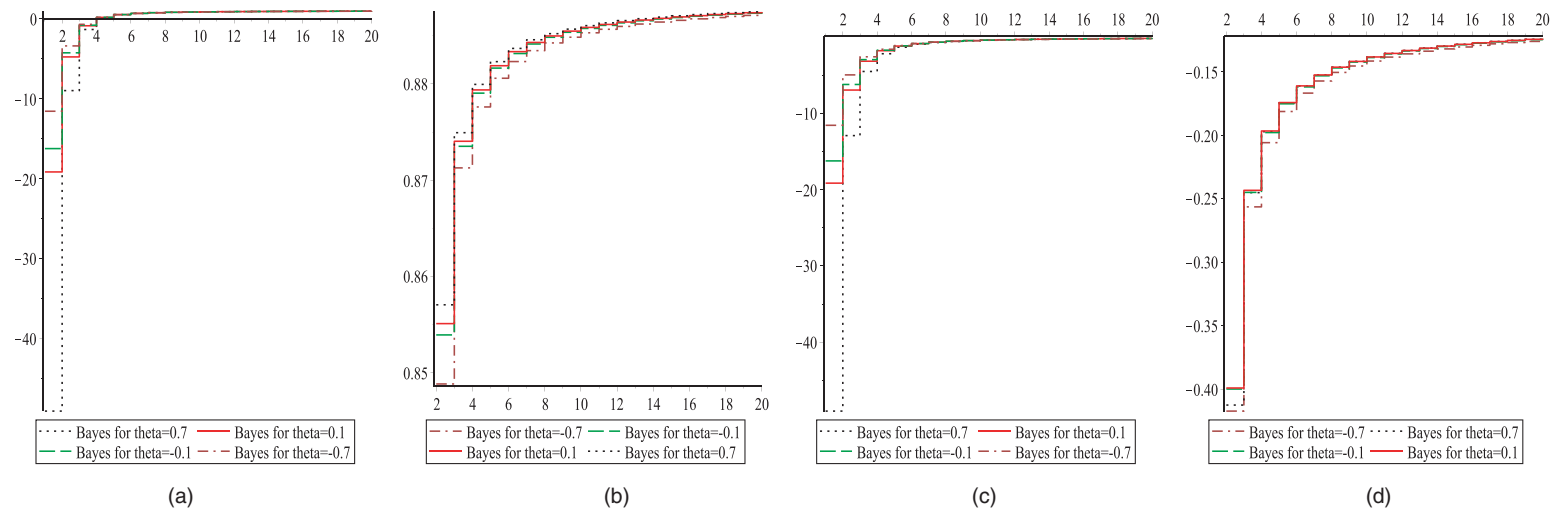 0
2 4 6 8 10 12 14 16 18 20
−10
−20
−30
−40
Bayes for theta=0.7 Bayes for theta=0.1
Bayes for theta=-0.1 Bayes for theta=-0.7
(a)
0.88
0.87
0.86
0.85
2 4 6 8 10 12 14 16 18 20
Bayes for theta=-0.7 Bayes for theta=-0.1
Bayes for theta=0.1 Bayes for theta=0.7
(b)
2 4 6 8 10 12 14 16 18 20
−10
−20
−30
−40
Bayes for theta=0.7 Bayes for theta=0.1
Bayes for theta=-0.1 Bayes for theta=-0.7
(c)
2 4 6 8 10 12 14 16 18 20
−0.15
−0.20
−0.25
−0.30
−0.35
−0.40
Bayes for theta=-0.7 Bayes for theta=0.7
Bayes for theta=-0.1 Bayes for theta=0.1
(d)